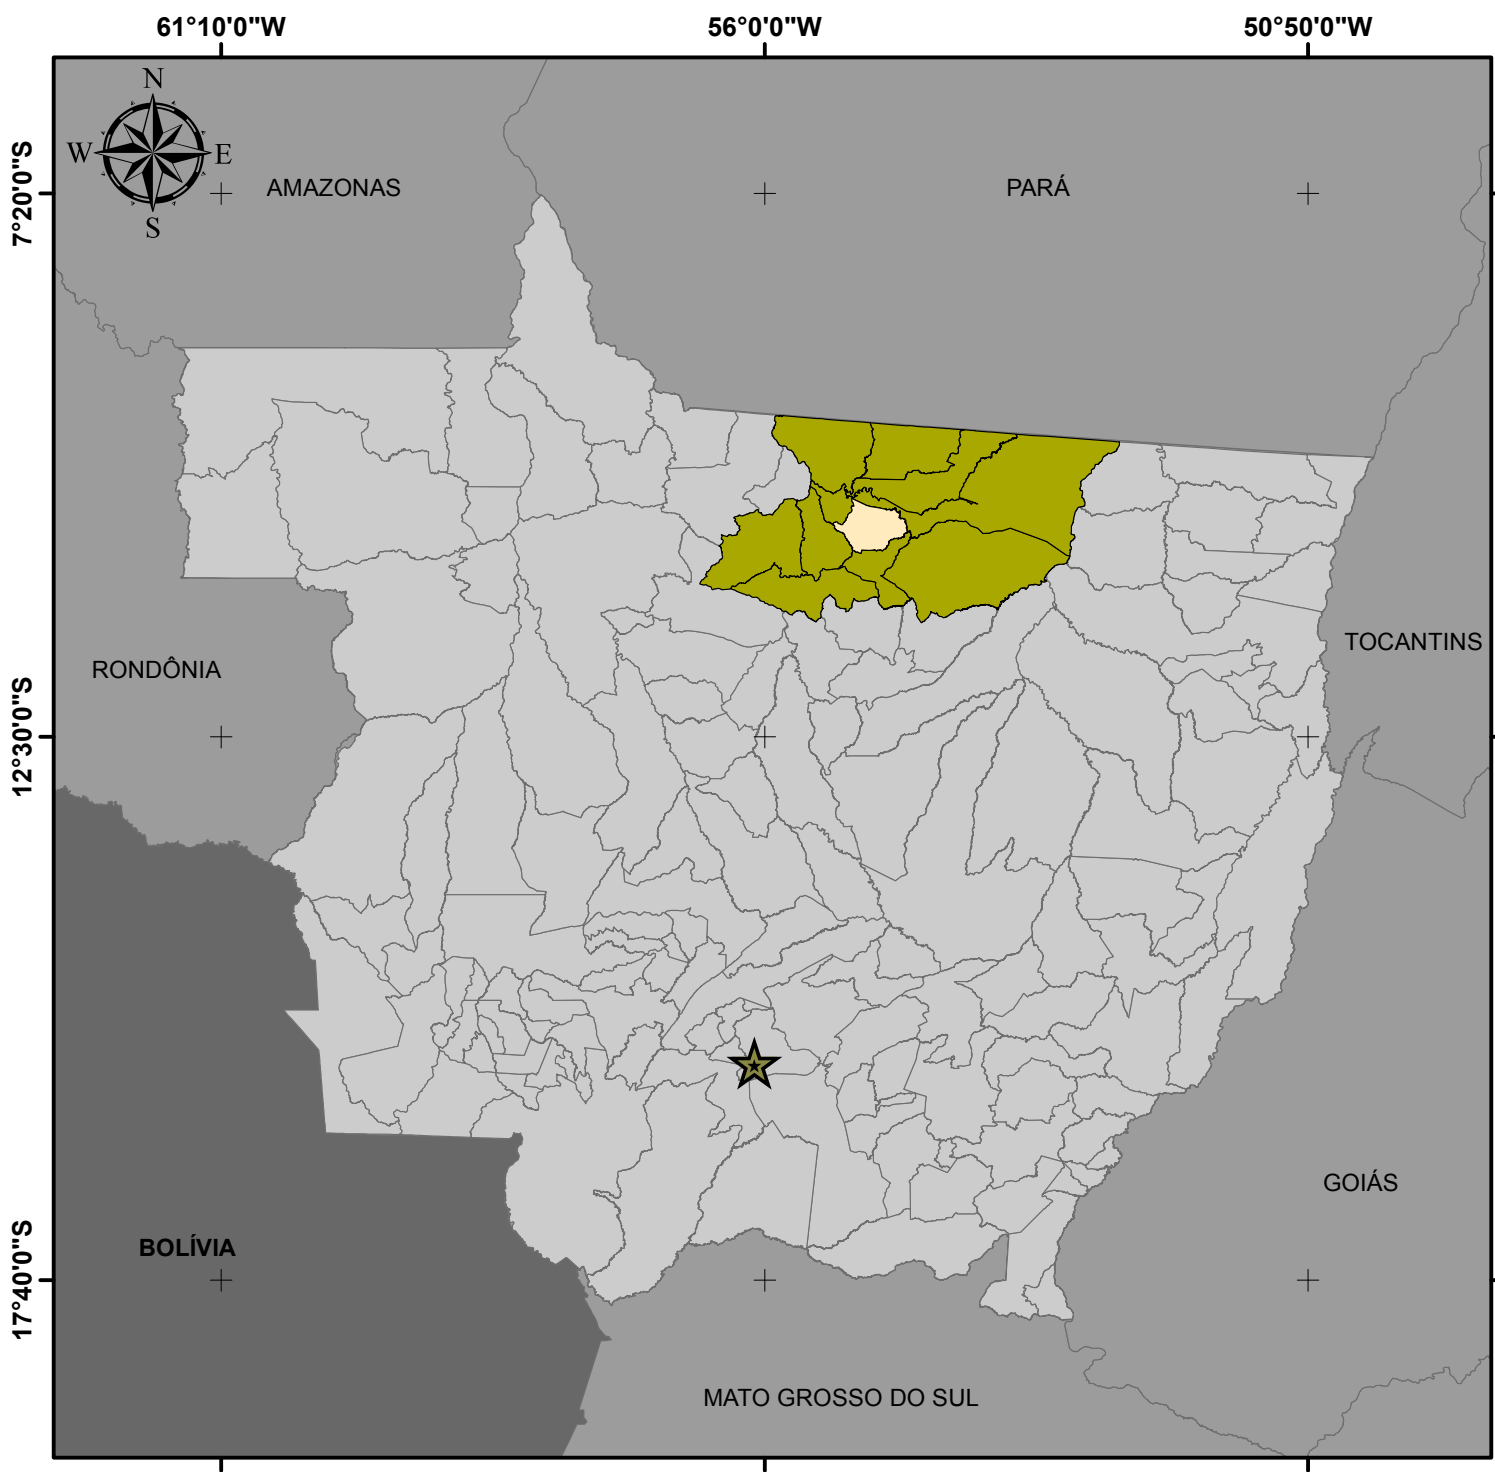 61°10'0"W 56°0'0"W 50°50'0"W
N
W E
S
7°20'0"S
AMAZONAS
PARÁ
TOCANTINS
RONDÔNIA
12°30'0"S
GOIÁS
BOLÍVIA
17°40'0"S
MATO GROSSO DO SUL